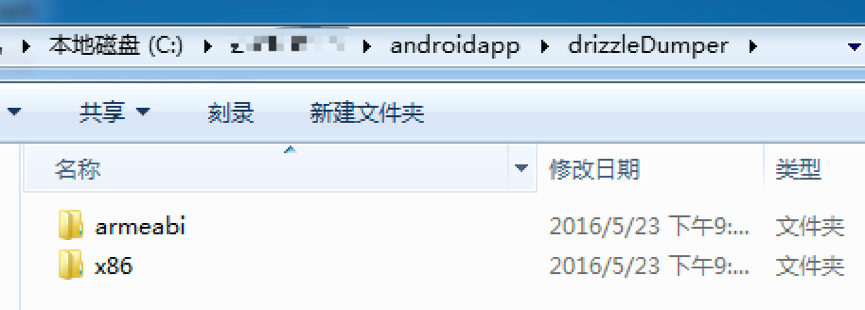 本地磁盘 (C:) androidapp drizzleDumper
共享 刻录 新建文件夹
名称 修改日期 类型
armeabi 2016/5/23 下午9:... 文件夹
x86 2016/5/23 下午9:... 文件夹